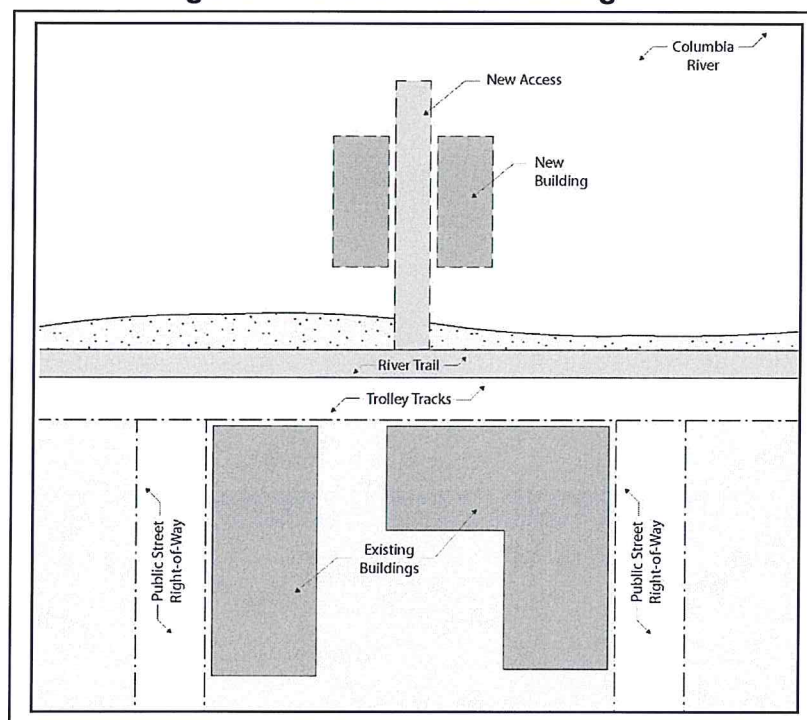 Columbia
River
New Access
New
Building
River Trail
Trolley Tracks
Public Street
Right-of-Way
Existing
Buildings
Public Street
Right-of-Way